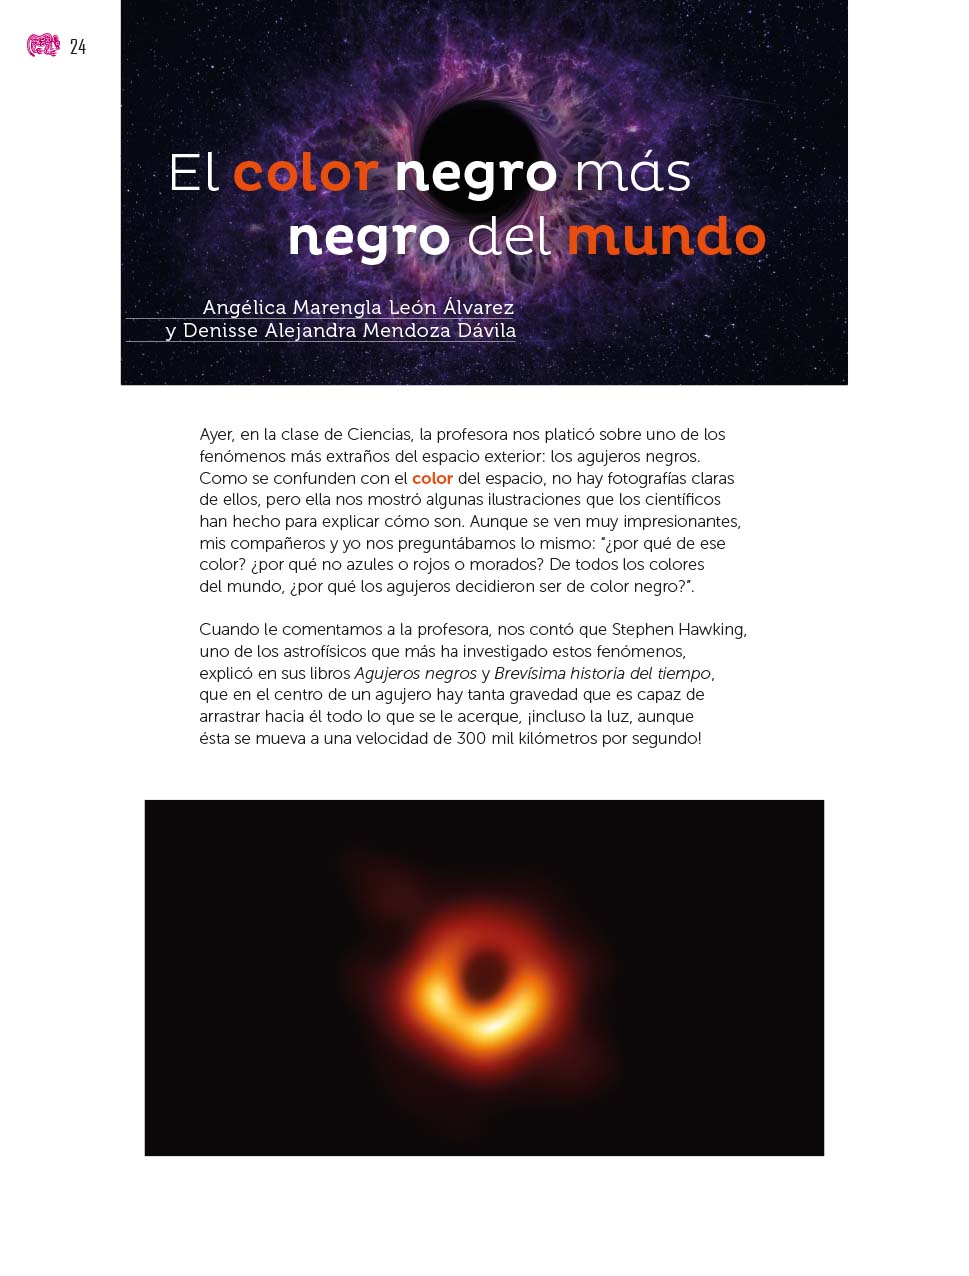 24
El color negro más
negro del mundo
Angélica Marengla León Álvarez
y Denisse Alejandra Mendoza Dávila
Ayer, en la clase de Ciencias, la profesora nos platicó sobre uno de los
fenómenos más extraños del espacio exterior: los agujeros negros.
Como se confunden con el color del espacio, no hay fotografías claras
de ellos, pero ella nos mostró algunas ilustraciones que los científicos
han hecho para explicar cómo son. Aunque se ven muy impresionantes,
mis compañeros y yo nos preguntábamos lo mismo: “¿por qué de ese
color? ¿por qué no azules o rojos o morados? De todos los colores
del mundo, ¿por qué los agujeros decidieron ser de color negro?”.
Cuando le comentamos a la profesora, nos contó que Stephen Hawking,
uno de los astrofísicos que más ha investigado estos fenómenos,
explicó en sus libros Agujeros negros y Brevísima historia del tiempo,
que en el centro de un agujero hay tanta gravedad que es capaz de
arrastrar hacia él todo lo que se le acerque, ¡incluso la luz, aunque
ésta se mueva a una velocidad de 300 mil kilómetros por segundo!